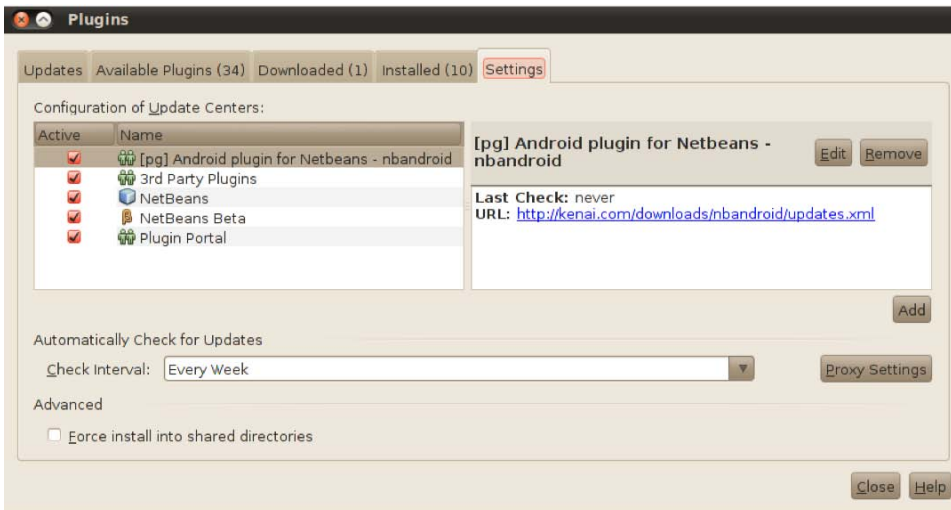 Plugins
Updates Available Plugins (34) Downloaded (1) Installed (10) Settings
Configuration of Update Centers:
Active Name
[pg] Android plugin for Netbeans - nbandroid
3rd Party Plugins
NetBeans
NetBeans Beta
Plugin Portal
[pg] Android plugin for Netbeans -
nbandroid
Edit Remove
Last Check: never
URL: http://kenai.com/downloads/nbandroid/updates.xml
Add
Automatically Check for Updates
Check Interval: Every Week
Proxy Settings
Advanced
Force install into shared directories
Close Help